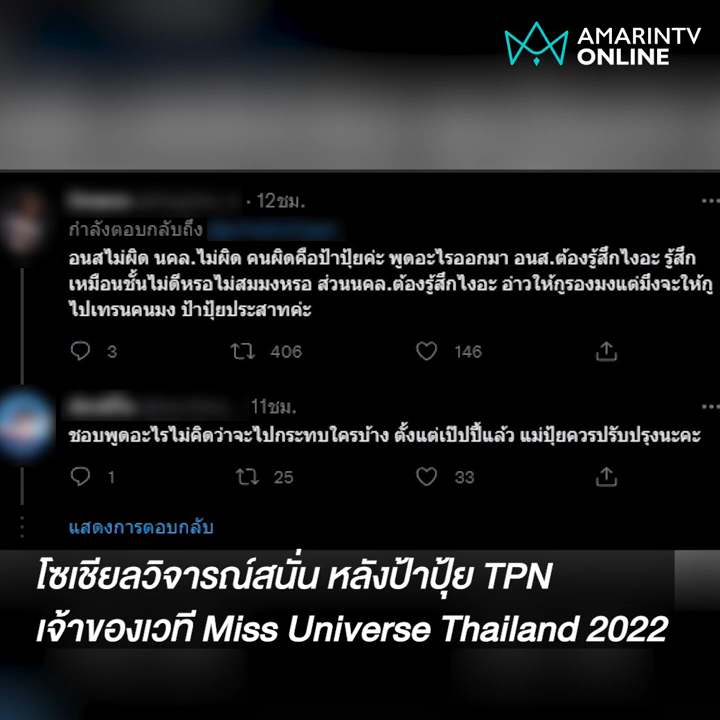 AMARINTV
ONLINE
· 12ชม.
กำลังตอบกลับถึง
อนสไม่ผิด นคล.ไม่ผิด คนผิดคือป้าปุ้ยค่ะ พูดอะไรออกมา อนส.ต้องรู้สึกไงอะ รู้สึก
เหมือนชั้นไม่ดีหรอไม่สมมงหรอ ส่วนนคล.ต้องรู้สึกไงอะ อ่าวให้กูรองมงแต่มึงจะให้กู
ไปเทรนคนมง ป้าปุ้ยประสาทค่ะ
3 406 146
11ชม.
ชอบพูดอะไรไม่คิดว่าจะไปกระทบใครบ้าง ตั้งแต่เป๊ปปี้แล้ว แม่ปุ้ยควรปรับปรุงนะคะ
1 25 33
แสดงการตอบกลับ
โซเชียลวิจารณ์สนั่น หลังป้าปุ้ย TPN
เจ้าของเวที Miss Universe Thailand 2022